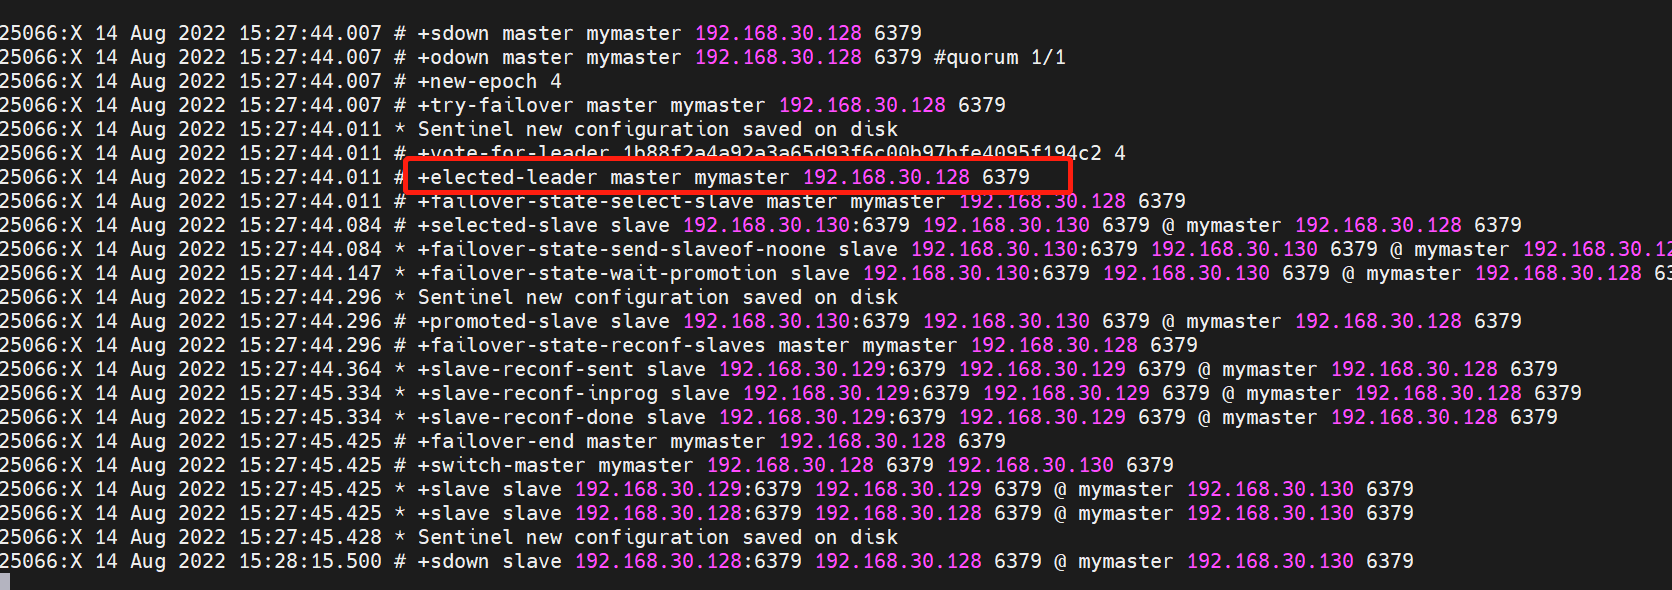 25066:X 14 Aug 2022 15:27:44.007 # +sdown master mymaster 192.168.30.128 6379
25066:X 14 Aug 2022 15:27:44.007 # +odown master mymaster 192.168.30.128 6379 #quorum 1/1
25066:X 14 Aug 2022 15:27:44.007 # +new-epoch 4
25066:X 14 Aug 2022 15:27:44.007 # +try-failover master mymaster 192.168.30.128 6379
25066:X 14 Aug 2022 15:27:44.011 * Sentinel new configuration saved on disk
25066:X 14 Aug 2022 15:27:44.011 # +vote-for-leader 1b88f2a4a92a3a65d93f6c00b97bfe4095f194c2 4
25066:X 14 Aug 2022 15:27:44.011 # +elected-leader master mymaster 192.168.30.128 6379
25066:X 14 Aug 2022 15:27:44.011 # +failover-state-select-slave master mymaster 192.168.30.128 6379
25066:X 14 Aug 2022 15:27:44.084 # +selected-slave slave 192.168.30.130:6379 192.168.30.130 6379 @ mymaster 192.168.30.128 6379
25066:X 14 Aug 2022 15:27:44.084 * +failover-state-send-slaveof-noone slave 192.168.30.130:6379 192.168.30.130 6379 @ mymaster 192.168.30.12
25066:X 14 Aug 2022 15:27:44.147 * +failover-state-wait-promotion slave 192.168.30.130:6379 192.168.30.130 6379 @ mymaster 192.168.30.128 63
25066:X 14 Aug 2022 15:27:44.296 * Sentinel new configuration saved on disk
25066:X 14 Aug 2022 15:27:44.296 # +promoted-slave slave 192.168.30.130:6379 192.168.30.130 6379 @ mymaster 192.168.30.128 6379
25066:X 14 Aug 2022 15:27:44.296 # +failover-state-reconf-slaves master mymaster 192.168.30.128 6379
25066:X 14 Aug 2022 15:27:44.364 * +slave-reconf-sent slave 192.168.30.129:6379 192.168.30.129 6379 @ mymaster 192.168.30.128 6379
25066:X 14 Aug 2022 15:27:45.334 * +slave-reconf-inprog slave 192.168.30.129:6379 192.168.30.129 6379 @ mymaster 192.168.30.128 6379
25066:X 14 Aug 2022 15:27:45.334 * +slave-reconf-done slave 192.168.30.129:6379 192.168.30.129 6379 @ mymaster 192.168.30.128 6379
25066:X 14 Aug 2022 15:27:45.425 # +failover-end master mymaster 192.168.30.128 6379
25066:X 14 Aug 2022 15:27:45.425 # +switch-master mymaster 192.168.30.128 6379 192.168.30.130 6379
25066:X 14 Aug 2022 15:27:45.425 * +slave slave 192.168.30.129:6379 192.168.30.129 6379 @ mymaster 192.168.30.130 6379
25066:X 14 Aug 2022 15:27:45.425 * +slave slave 192.168.30.128:6379 192.168.30.128 6379 @ mymaster 192.168.30.130 6379
25066:X 14 Aug 2022 15:27:45.428 * Sentinel new configuration saved on disk
25066:X 14 Aug 2022 15:28:15.500 # +sdown slave 192.168.30.128:6379 192.168.30.128 6379 @ mymaster 192.168.30.130 6379